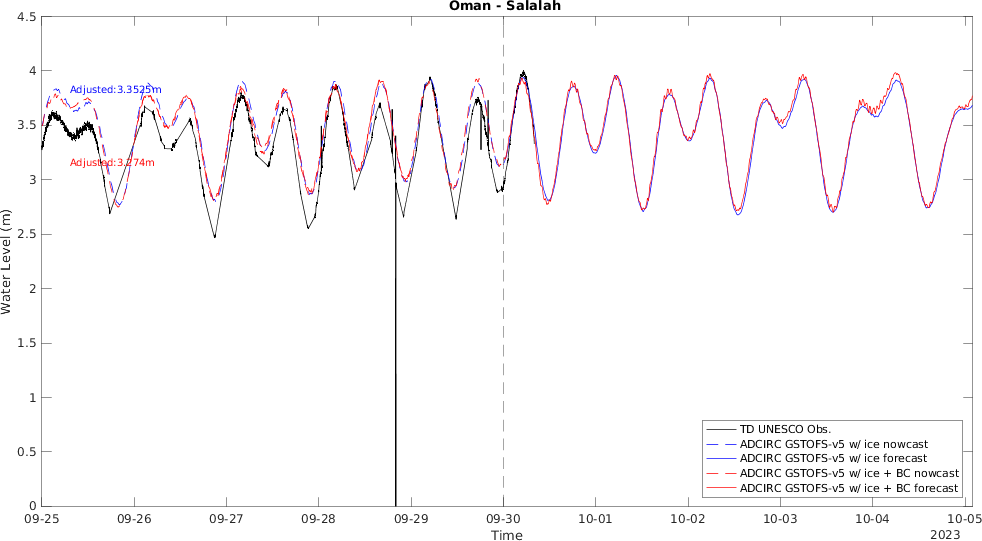 Oman - Salalah
Water Level (m)
4.5
4
3.5
3
2.5
2
1.5
1
0.5
0
Adjusted:3.3525m
Adjusted:3.274m
TD UNESCO Obs.
ADCIRC GSTOFS-v5 w/ ice nowcast
ADCIRC GSTOFS-v5 w/ ice forecast
ADCIRC GSTOFS-v5 w/ ice + BC nowcast
ADCIRC GSTOFS-v5 w/ ice + BC forecast
09-25 09-26 09-27 09-28 09-29 09-30 10-01 10-02 10-03 10-04 10-05
Time
2023